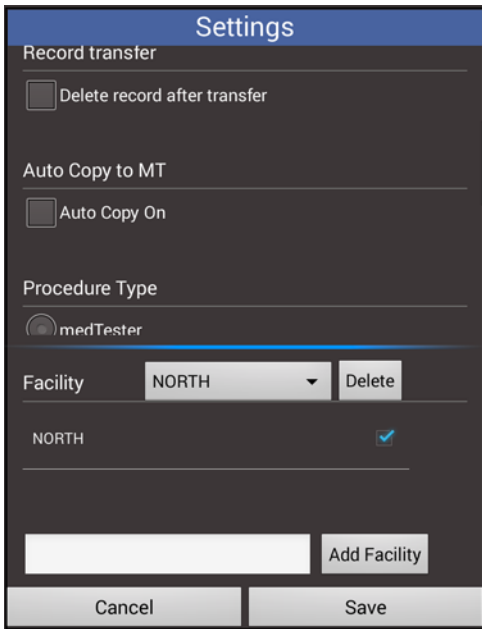 Settings
Record transfer
Delete record after transfer
Auto Copy to MT
Auto Copy On
Procedure Type
medTester
Facility NORTH Delete
NORTH
Add Facility
Cancel Save